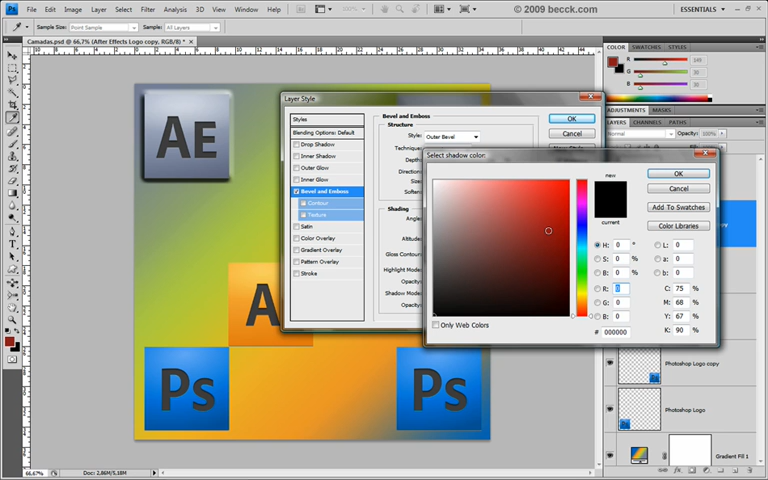 Ps File Edit Image Layer Select Filter Analysis 3D View Window Help © 2009 becck.com ESSENTIALS
Sample Size: Point Sample Sample: All Layers
Camadas.psd @ 66,7% (After Effects Logo copy, RGB/8) *
COLOR SWATCHES STYLES
R
G
B
ADJUSTMENTS MASKS
LAYERS CHANNELS PATHS
Normal Opacity: 100%
AE
Layer Style
Styles
Blending Options: Default
Drop Shadow
Inner Shadow
Outer Glow
Inner Glow
Bevel and Emboss
Contour
Texture
Satin
Color Overlay
Gradient Overlay
Pattern Overlay
Stroke
Bevel and Emboss
Structure
Style: Outer Bevel
Technique:
Depth:
Direction:
Size:
Soften:
Shading
Angle:
Altitude:
Gloss Contour:
Highlight Mode:
Opacity:
Shadow Mode:
Opacity:
OK
Cancel
Select shadow color:
new
current
OK
Cancel
Add To Swatches
Color Libraries
H: 0 °
S: 0 %
B: 0 %
R: 0
G: 0
B: 0
# 000000
L: 0
a: 0
b: 0
C: 75 %
M: 68 %
Y: 67 %
K: 90 %
Only Web Colors
Ps
Ps
Photoshop Logo copy
Photoshop Logo
Gradient Fill 1
66,67% Doc: 2,86M/5,18M